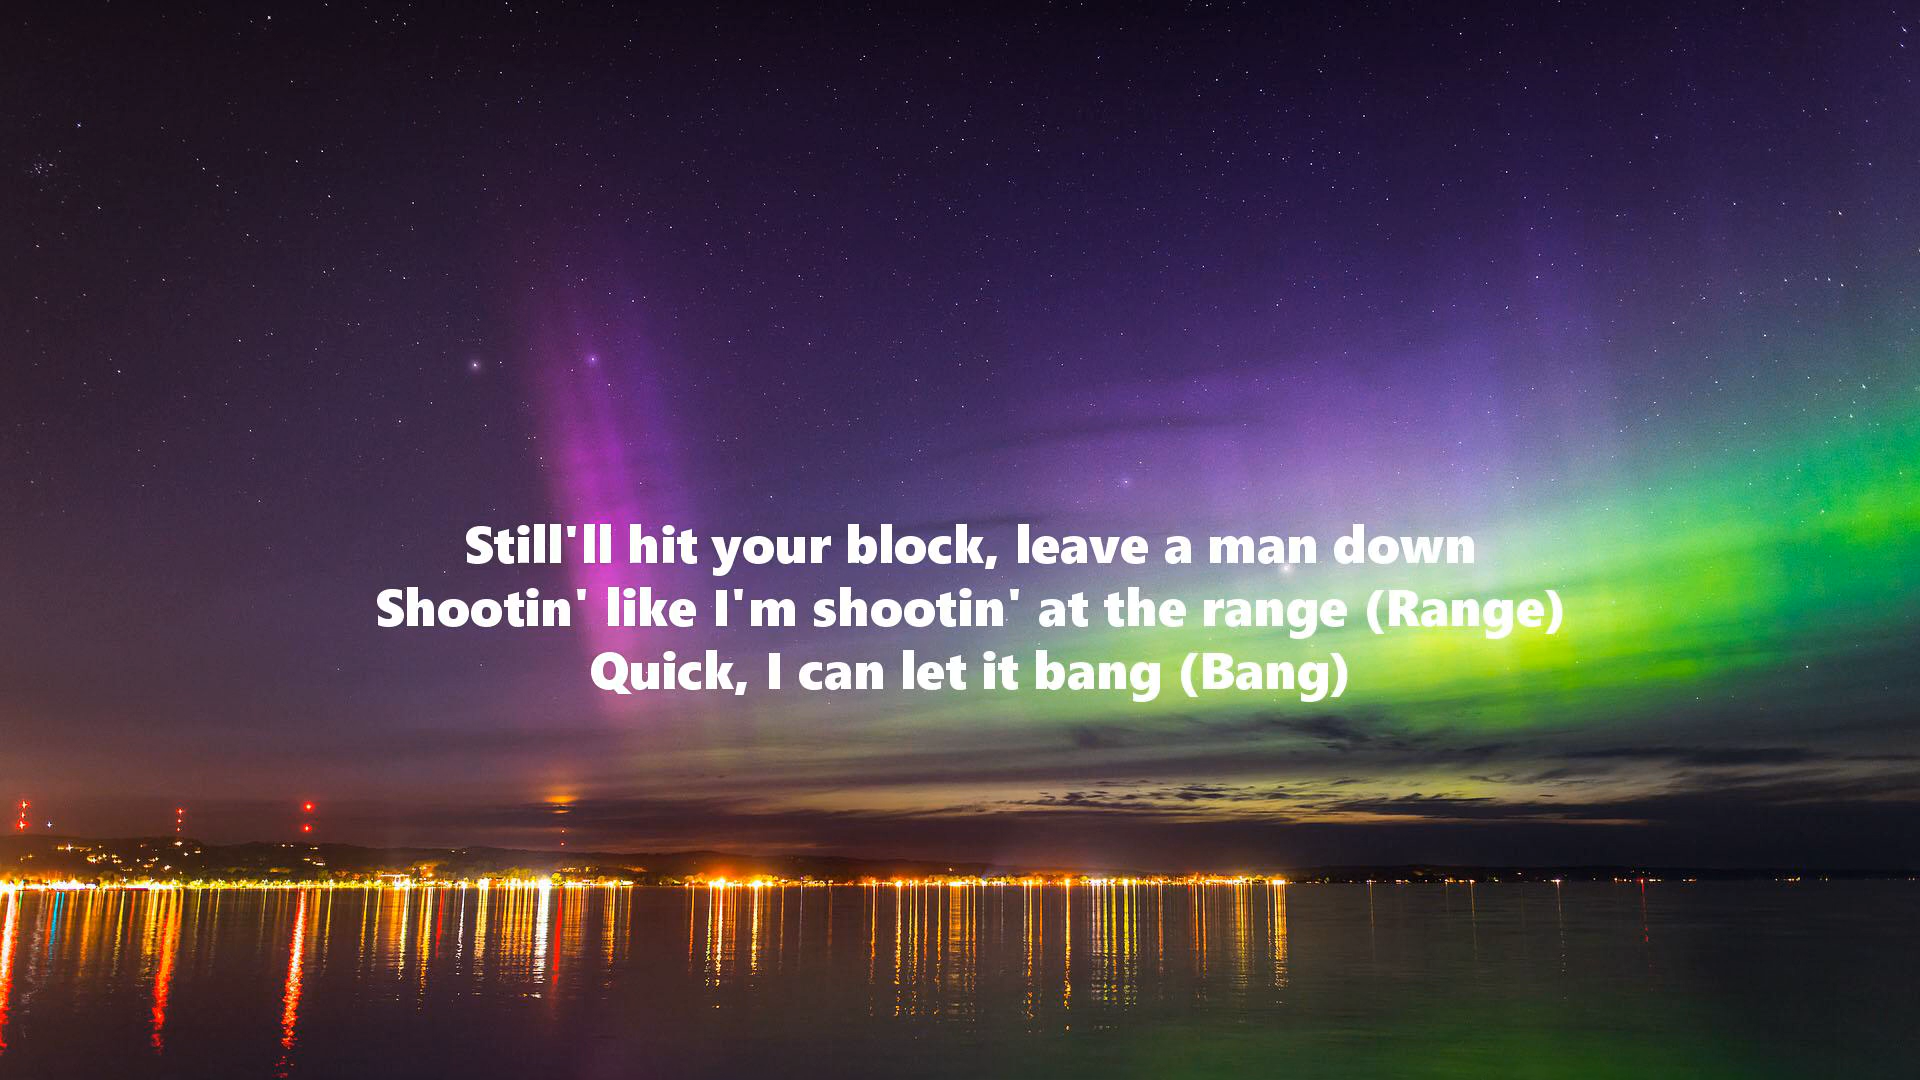 Still'll hit your block, leave a man down
Shootin' like I'm shootin' at the range (Range)
Quick, I can let it bang (Bang)